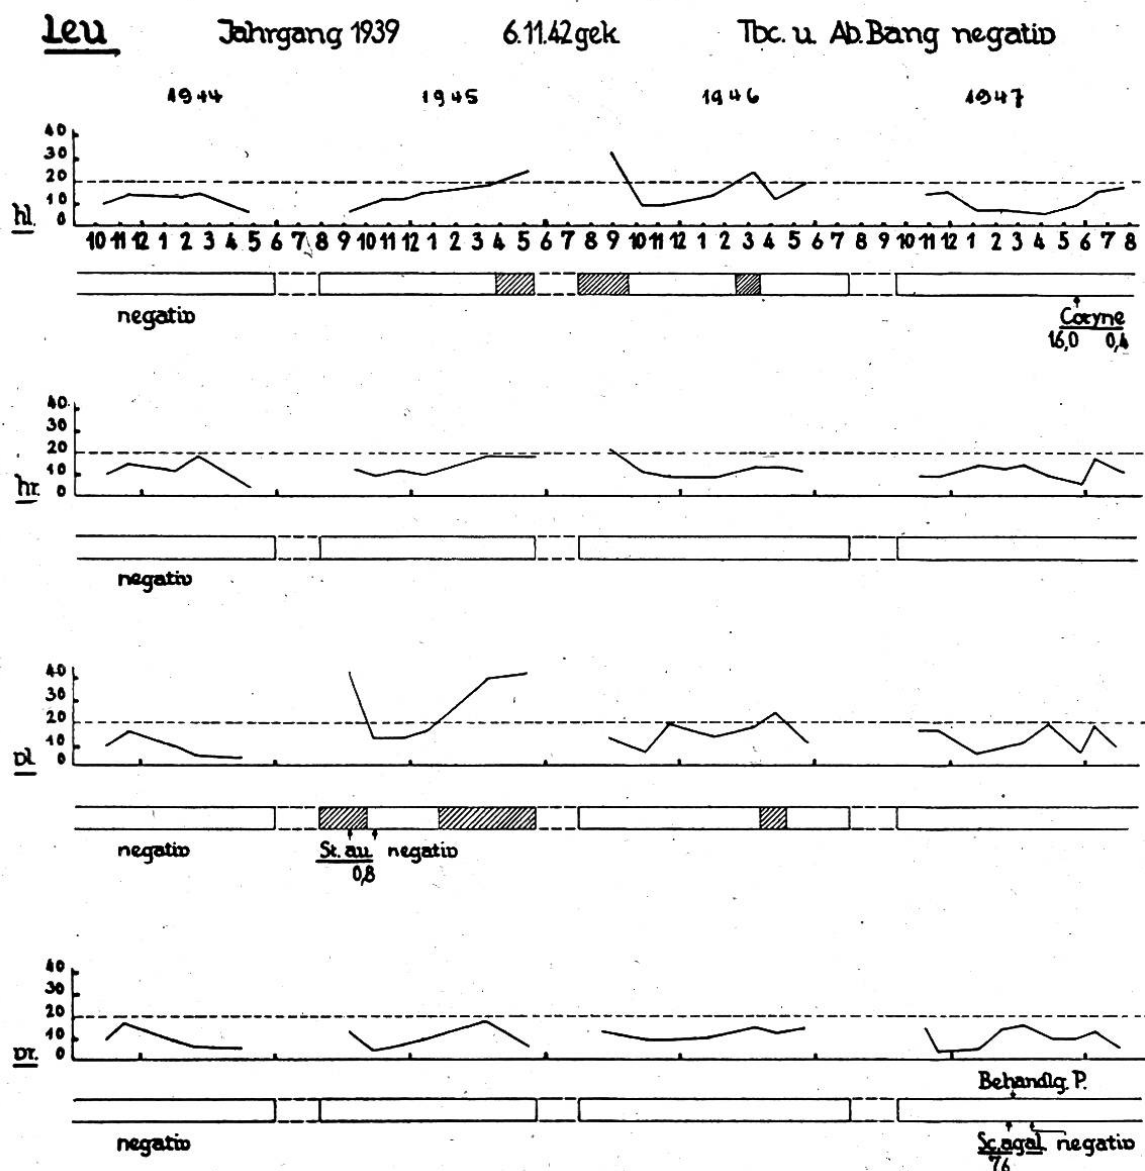 Leu Jahrgang 1939 6.11.42 gek Tbc. u. Ab. Bang negativ
1944 1945 1946 1947
40
30
20
10
0
hl.
10 11 12 1 2 3 4 5 6 7 8 9 10 11 12 1 2 3 4 5 6 7 8 9 10 11 12 1 2 3 4 5 6 7 8 9 10 11 12 1 2 3 4 5 6 7 8
negativ
Coryne
16,0 0,4
40
30
20
10
0
hr.
negativ
40
30
20
10
0
vl.
negativ St. au negativ
0,8
40
30
20
10
0
vr.
Behandlg. P.
negativ Sc. agal. negativ
76